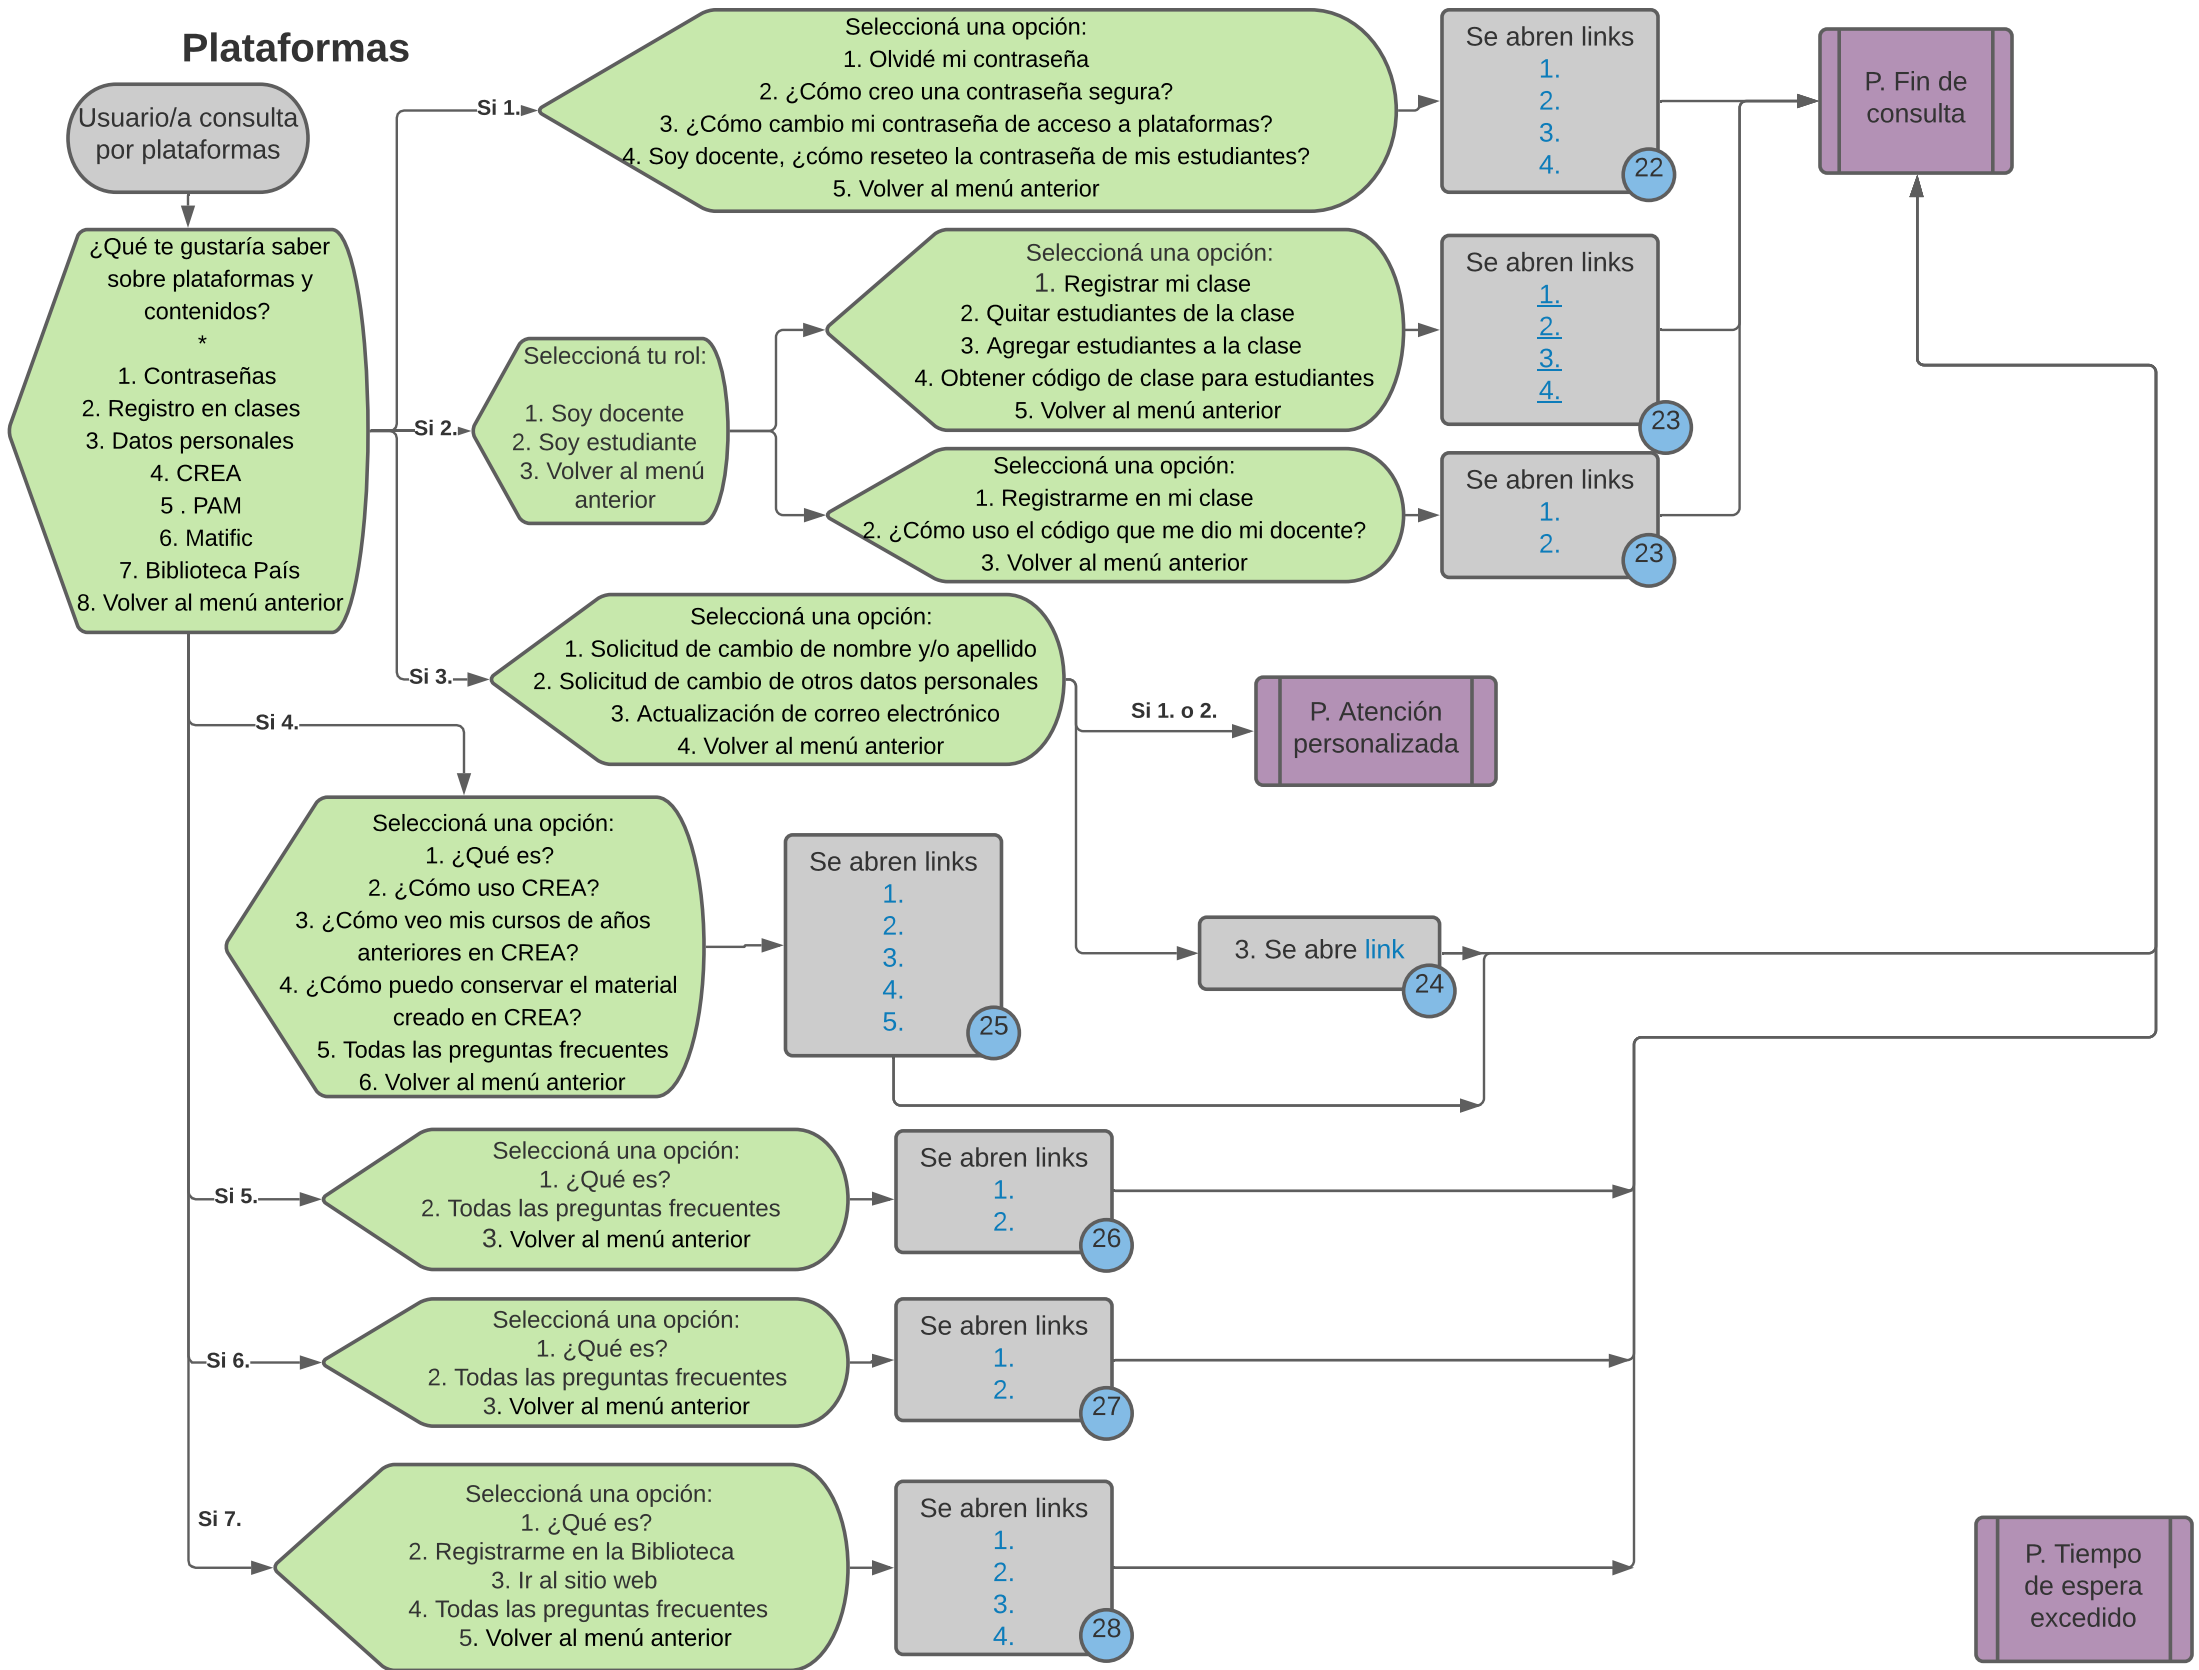 Plataformas
Usuario/a consulta
por plataformas
¿Qué te gustaría saber
sobre plataformas y
contenidos?
*
1. Contraseñas
2. Registro en clases
3. Datos personales
4. CREA
5 . PAM
6. Matific
7. Biblioteca País
8. Volver al menú anterior
Si 1.
Seleccioná una opción:
1. Olvidé mi contraseña
2. ¿Cómo creo una contraseña segura?
3. ¿Cómo cambio mi contraseña de acceso a plataformas?
4. Soy docente, ¿cómo reseteo la contraseña de mis estudiantes?
5. Volver al menú anterior
Se abren links
1.
2.
3.
4.
22
P. Fin de
consulta
Si 2.
Seleccioná tu rol:
1. Soy docente
2. Soy estudiante
3. Volver al menú
anterior
Seleccioná una opción:
1. Registrar mi clase
2. Quitar estudiantes de la clase
3. Agregar estudiantes a la clase
4. Obtener código de clase para estudiantes
5. Volver al menú anterior
Se abren links
1.
2.
3.
4.
23
Seleccioná una opción:
1. Registrarme en mi clase
2. ¿Cómo uso el código que me dio mi docente?
3. Volver al menú anterior
Se abren links
1.
2.
23
Si 3.
Seleccioná una opción:
1. Solicitud de cambio de nombre y/o apellido
2. Solicitud de cambio de otros datos personales
3. Actualización de correo electrónico
4. Volver al menú anterior
Si 1. o 2.
P. Atención
personalizada
3. Se abre link
24
Si 4.
Seleccioná una opción:
1. ¿Qué es?
2. ¿Cómo uso CREA?
3. ¿Cómo veo mis cursos de años
anteriores en CREA?
4. ¿Cómo puedo conservar el material
creado en CREA?
5. Todas las preguntas frecuentes
6. Volver al menú anterior
Se abren links
1.
2.
3.
4.
5.
25
Si 5.
Seleccioná una opción:
1. ¿Qué es?
2. Todas las preguntas frecuentes
3. Volver al menú anterior
Se abren links
1.
2.
26
Si 6.
Seleccioná una opción:
1. ¿Qué es?
2. Todas las preguntas frecuentes
3. Volver al menú anterior
Se abren links
1.
2.
27
Si 7.
Seleccioná una opción:
1. ¿Qué es?
2. Registrarme en la Biblioteca
3. Ir al sitio web
4. Todas las preguntas frecuentes
5. Volver al menú anterior
Se abren links
1.
2.
3.
4.
28
P. Tiempo
de espera
excedido